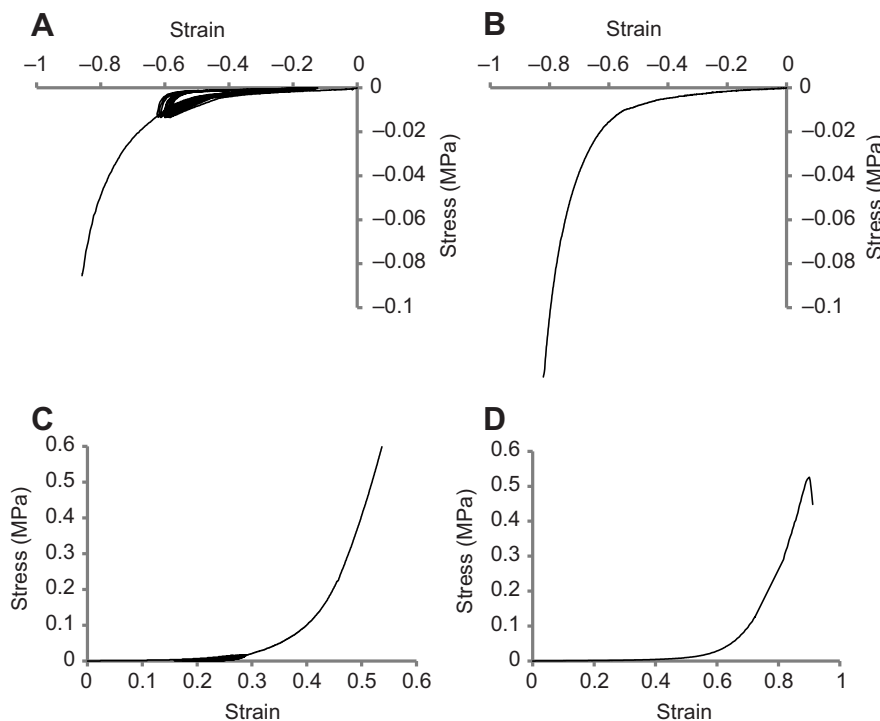 A
Strain
–1 –0.8 –0.6 –0.4 –0.2 0
0
–0.02
–0.04
–0.06
–0.08
–0.1
Stress (MPa)
B
Strain
–1 –0.8 –0.6 –0.4 –0.2 0
0
–0.02
–0.04
–0.06
–0.08
–0.1
Stress (MPa)
C
0.6
0.5
0.4
0.3
0.2
0.1
0
Stress (MPa)
0 0.1 0.2 0.3 0.4 0.5 0.6
Strain
D
0.6
0.5
0.4
0.3
0.2
0.1
0
Stress (MPa)
0 0.2 0.4 0.6 0.8 1
Strain